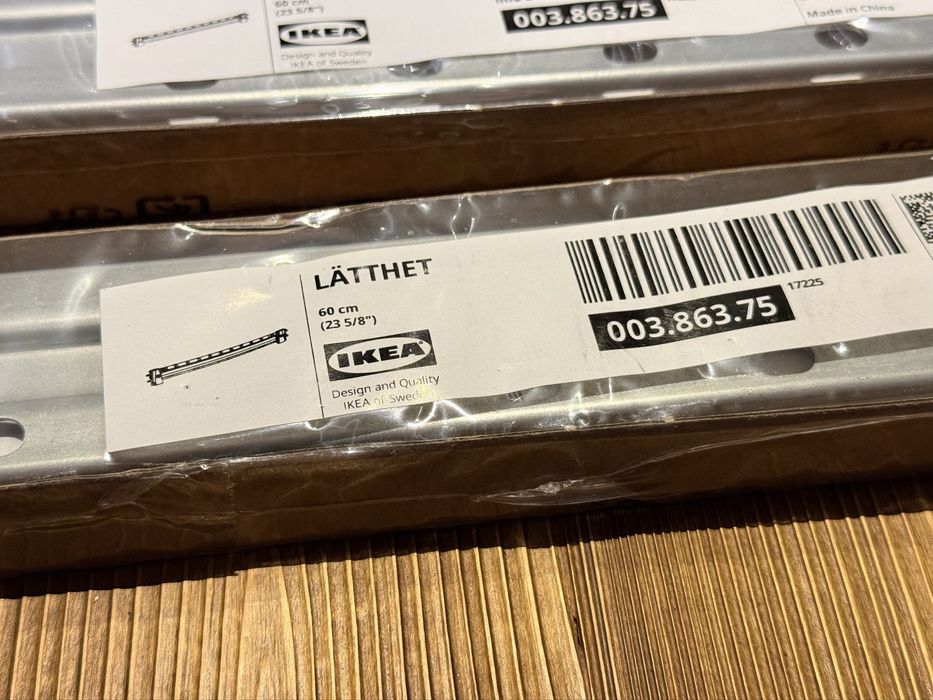 60 cm
(23 5/8")
IKEA
Design and Quality
IKEA of Sweden
003.863.75
Made in China
LÄTTHET
60 cm
(23 5/8")
IKEA
Design and Quality
IKEA of Sweden
17225
003.863.75